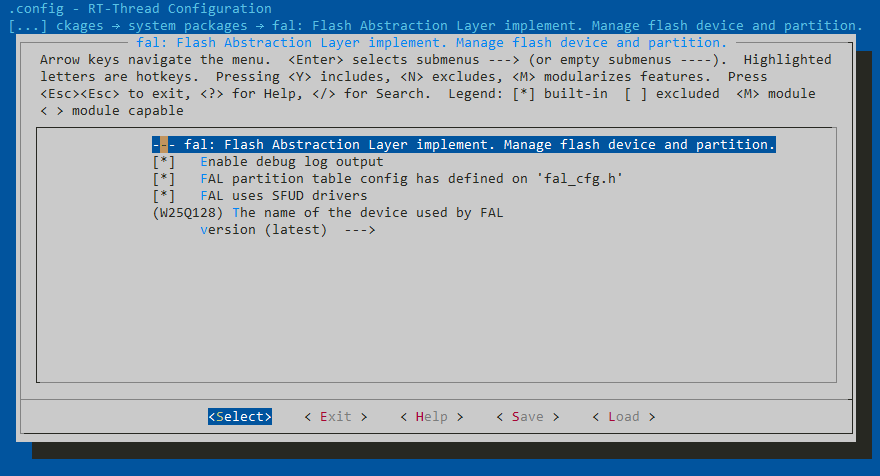 .config - RT-Thread Configuration
[...] ckages → system packages → fal: Flash Abstraction Layer implement. Manage flash device and partition.
fal: Flash Abstraction Layer implement. Manage flash device and partition.
Arrow keys navigate the menu.  <Enter> selects submenus ---> (or empty submenus ----).  Highlighted
letters are hotkeys.  Pressing <Y> includes, <N> excludes, <M> modularizes features.  Press
<Esc><Esc> to exit, <?> for Help, </> for Search.  Legend: [*] built-in  [ ] excluded  <M> module
< > module capable
--- fal: Flash Abstraction Layer implement. Manage flash device and partition.
[*]   Enable debug log output
[*]   FAL partition table config has defined on 'fal_cfg.h'
[*]   FAL uses SFUD drivers
(W25Q128) The name of the device used by FAL
version (latest)  --->
<Select>    < Exit >    < Help >    < Save >    < Load >